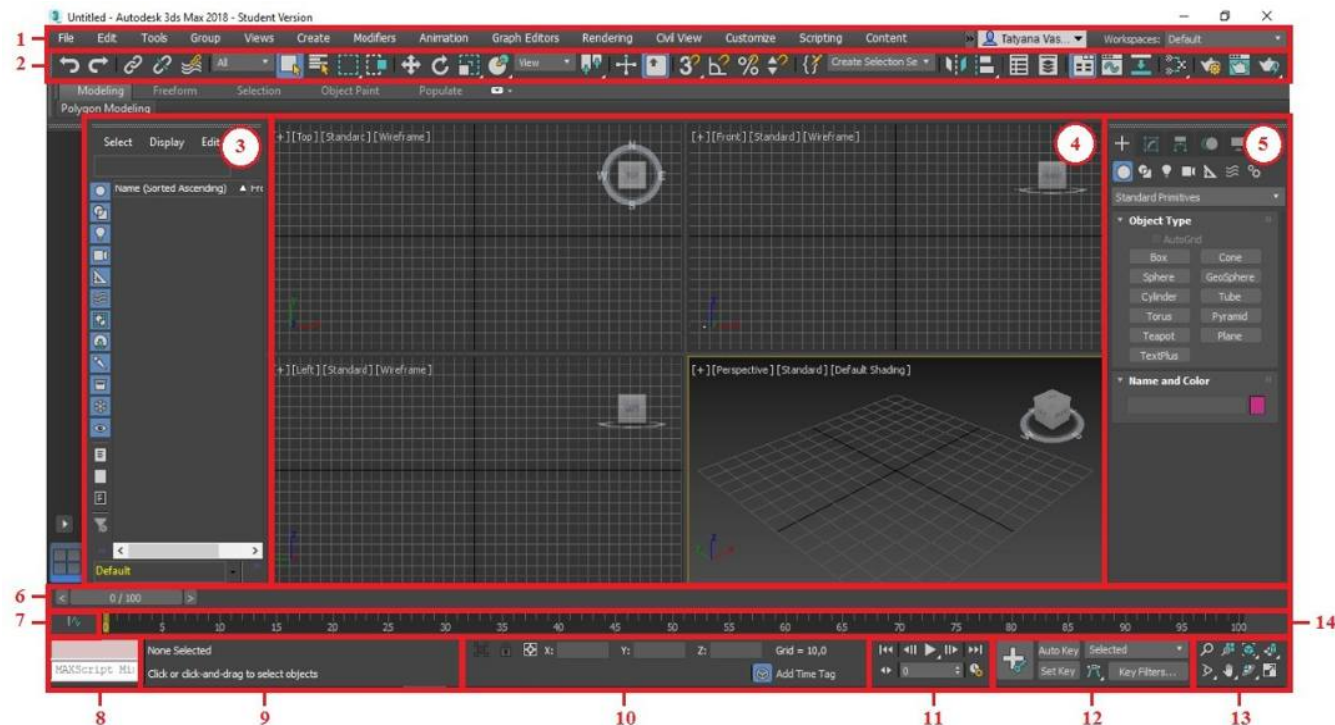 Untitled - Autodesk 3ds Max 2018 - Student Version
1 File Edit Tools Group Views Create Modifiers Animation Graph Editors Rendering Civil View Customize Scripting Content » Tatyana Vas... Workspaces: Default
2 All View 3 % Create Selection Se
Modeling Freeform Selection Object Paint Populate
Polygon Modeling
Select Display Edit 3
Name (Sorted Ascending)
Default
[+] [Top] [Standard] [Wireframe]
N
W E
S
[+] [Front] [Standard] [Wireframe] 4
[+] [Left] [Standard] [Wireframe]
[+] [Perspective] [Standard] [Default Shading]
5
Standard Primitives
Object Type
AutoGrid
Box Cone
Sphere GeoSphere
Cylinder Tube
Torus Pyramid
Teapot Plane
TextPlus
Name and Color
6 < 0 / 100 >
7 0 5 10 15 20 25 30 35 40 45 50 55 60 65 70 75 80 85 90 95 100 14
MAXScript Mi:
None Selected
Click or click-and-drag to select objects
X: Y: Z: Grid = 10,0
Add Time Tag
0
Auto Key Selected
Set Key Key Filters...
8 9 10 11 12 13